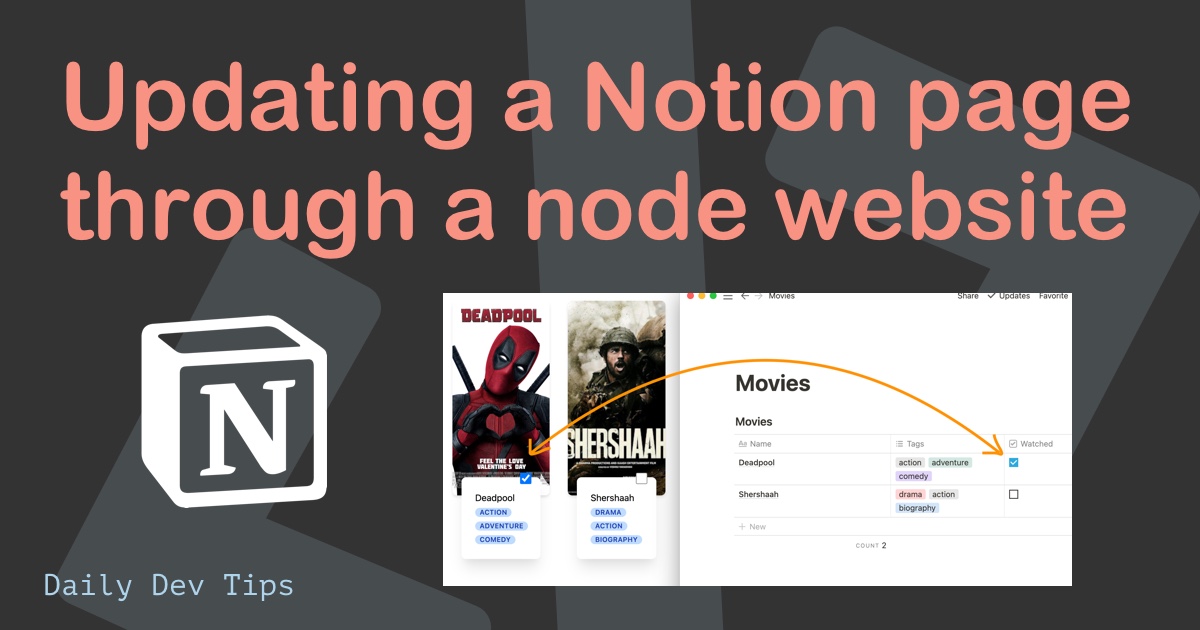 Updating a Notion page
through a node website
N
DEADPOOL
FEEL THE LOVE
VALENTINE'S DAY
Deadpool
ACTION
ADVENTURE
COMEDY
SHERSHAAH
Shershaah
DRAMA
ACTION
BIOGRAPHY
Movies
Share Updates Favorite
Movies
Movies
Aa Name Tags Watched
Deadpool action adventure
comedy
Shershaah drama action
biography
+ New
COUNT 2
Daily Dev Tips